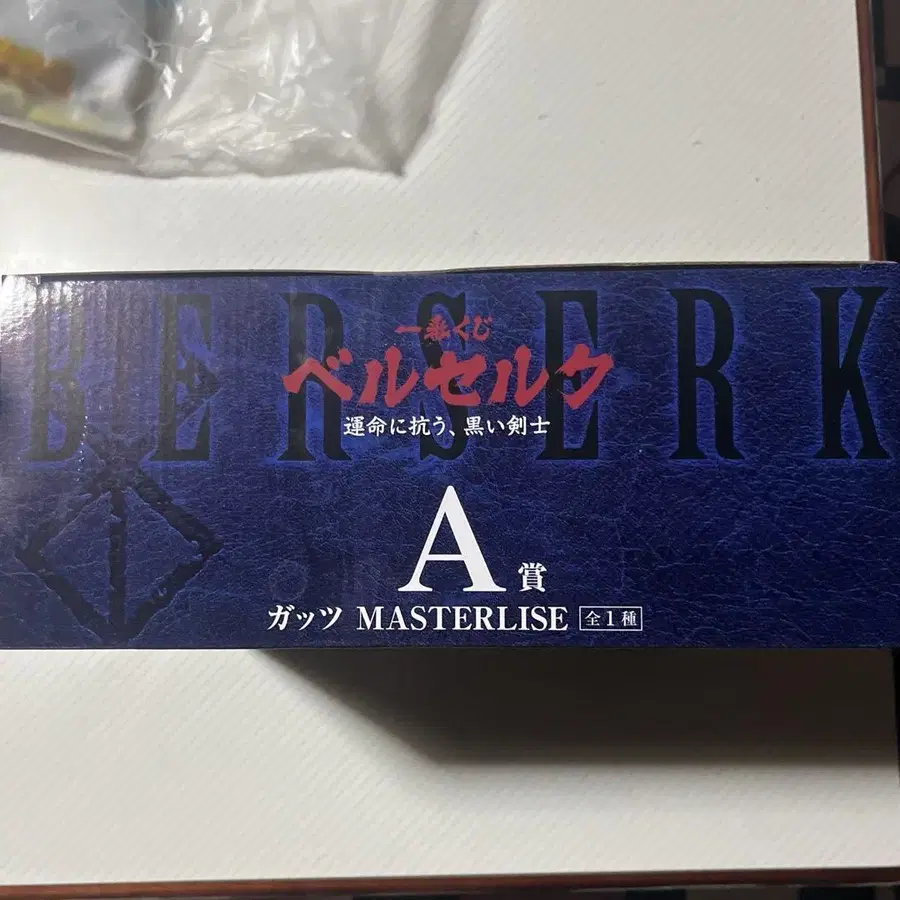 BERSERK
一番くじ
ベルセルク
運命に抗う、黒い剣士
A賞
ガッツ MASTERLISE 全1種